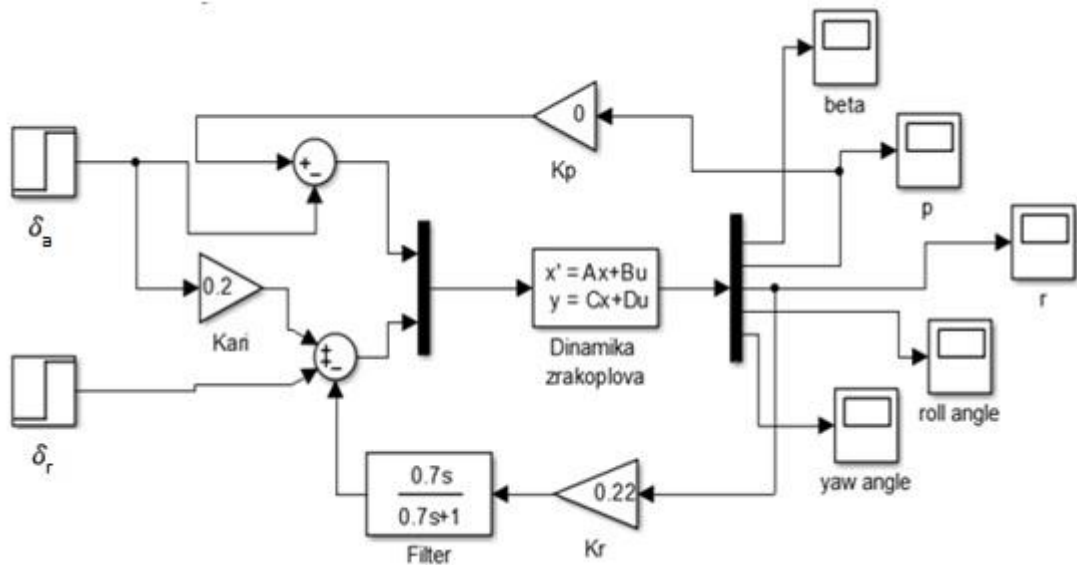 beta
0
Kp
+
−
p
δa
r
0.2
x' = Ax+Bu
y = Cx+Du
Kari
Dinamika
zrakoplova
+
+
−
roll angle
δr
yaw angle
0.7s
0.7s+1
0.22
Filter
Kr